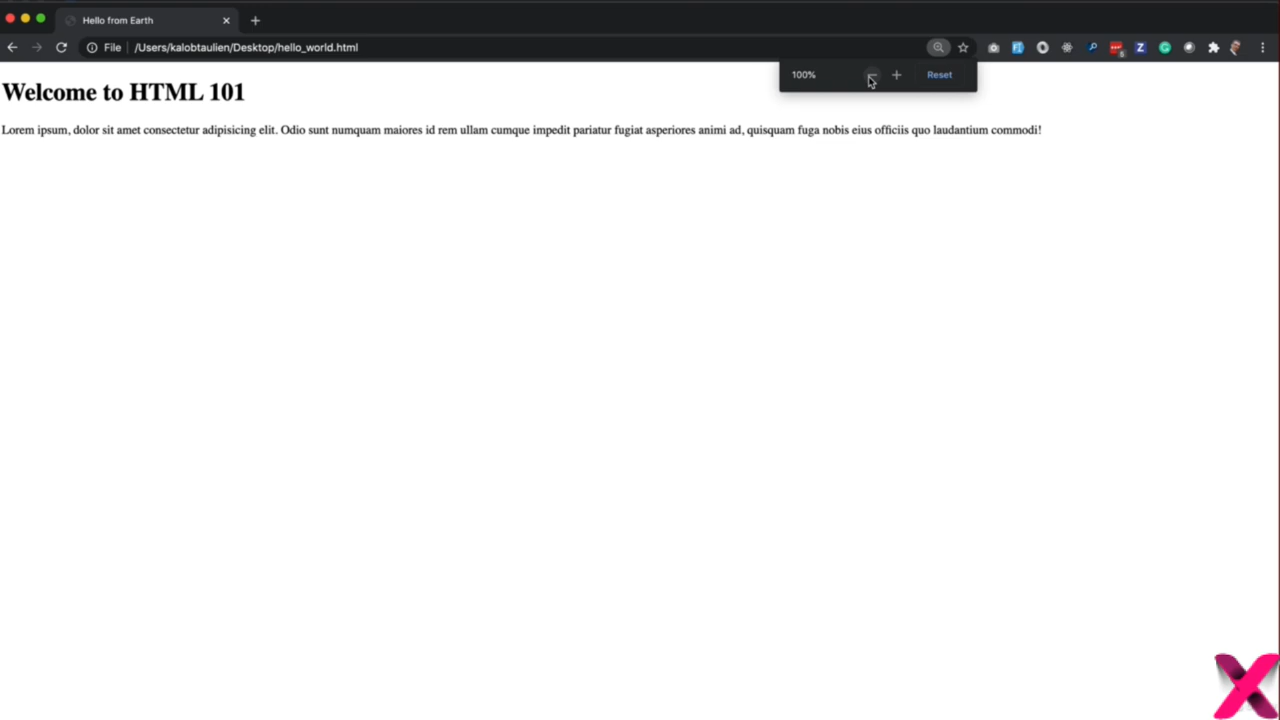 Hello from Earth
File /Users/kalobtaulien/Desktop/hello_world.html
100% Reset
Welcome to HTML 101
Lorem ipsum, dolor sit amet consectetur adipisicing elit. Odio sunt numquam maiores id rem ullam cumque impedit pariatur fugiat asperiores animi ad, quisquam fuga nobis eius officiis quo laudantium commodi!